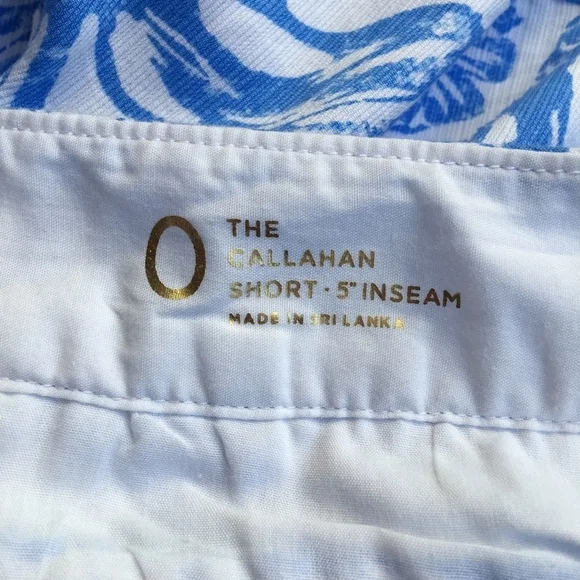 0
THE
CALLAHAN
SHORT · 5" INSEAM
MADE IN SRI LANKA